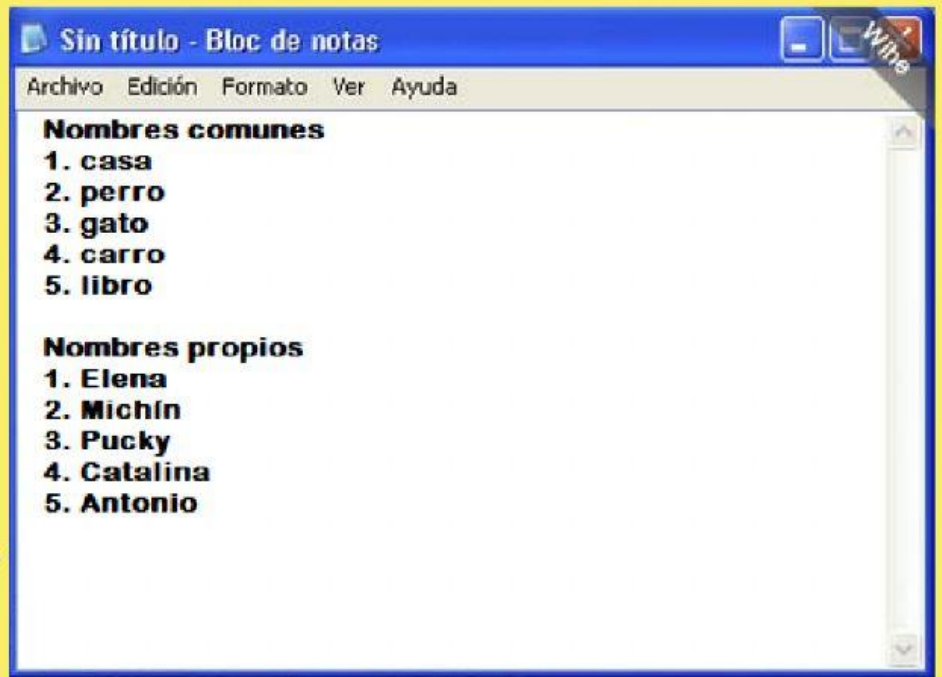 Sin título - Bloc de notas
Wihe
Archivo Edición Formato Ver Ayuda
Nombres comunes
1. casa
2. perro
3. gato
4. carro
5. libro
Nombres propios
1. Elena
2. Michín
3. Pucky
4. Catalina
5. Antonio